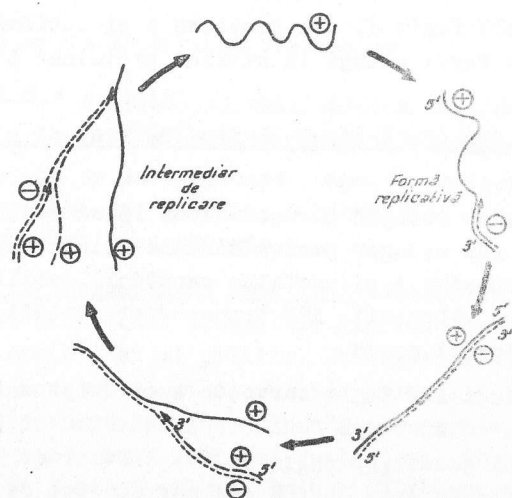 ⊕
5' ⊕
Intermediar
de
replicare
Formă
replicativă
⊖
⊖
3'
⊕ ⊕ ⊕
5'
3'
⊕
⊖
3'
5'
3'
⊕
5'
⊖